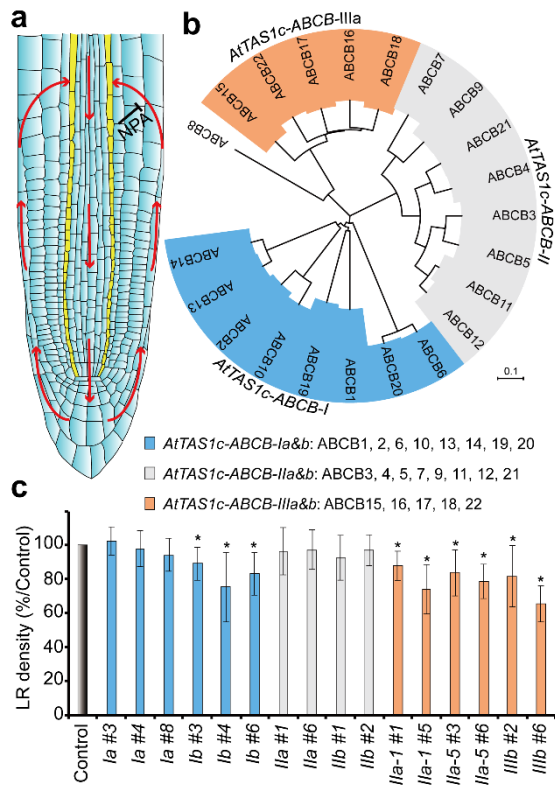 a
NPA
b
AtTAS1c-ABCB-IIIa
ABCB15
ABCB22
ABCB17
ABCB16
ABCB18
ABCB7
ABCB9
ABCB21
ABCB4
ABCB3
ABCB5
ABCB11
ABCB12
AtTAS1c-ABCB-II
ABCB8
ABCB14
ABCB13
ABCB2
ABCB10
ABCB19
ABCB1
ABCB20
ABCB6
AtTAS1c-ABCB-I
0.1
AtTAS1c-ABCB-Ia&b: ABCB1, 2, 6, 10, 13, 14, 19, 20
AtTAS1c-ABCB-IIa&b: ABCB3, 4, 5, 7, 9, 11, 12, 21
AtTAS1c-ABCB-IIIa&b: ABCB15, 16, 17, 18, 22
c
LR density (%/Control)
120
100
80
60
40
20
0
* * * * * * * * *
Control
Ia #3
Ia #4
Ia #8
Ib #3
Ib #4
Ib #6
IIa #1
IIa #6
IIb #1
IIb #2
IIa-1 #1
IIa-1 #5
IIa-5 #3
IIa-5 #6
IIIb #2
IIIb #6